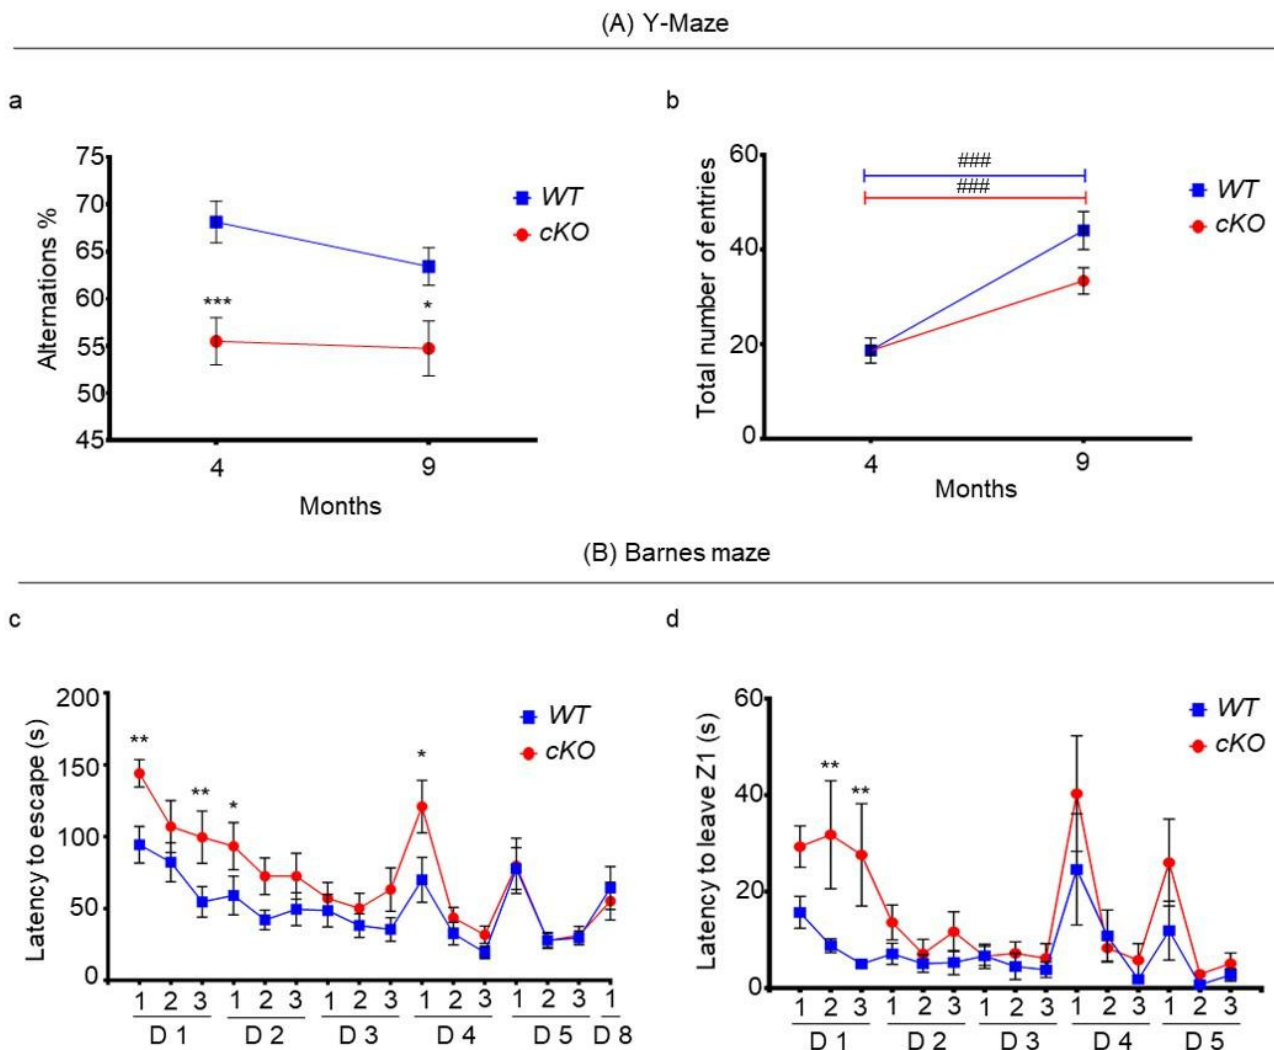 (A) Y-Maze
a
b
75
70
65
60
55
50
45
Alternations %
***
*
WT
cKO
4
9
Months
60
40
20
0
Total number of entries
###
###
WT
cKO
4
9
Months
(B) Barnes maze
c
d
200
150
100
50
0
Latency to escape (s)
**
**
*
*
WT
cKO
1 2 3 1 2 3 1 2 3 1 2 3 1 2 3 1
D 1 D 2 D 3 D 4 D 5 D 8
60
40
20
0
Latency to leave Z1 (s)
**
**
WT
cKO
1 2 3 1 2 3 1 2 3 1 2 3 1 2 3
D 1 D 2 D 3 D 4 D 5